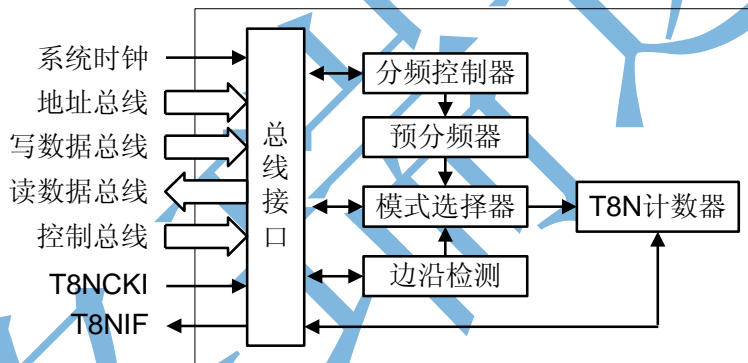 系统时钟
地址总线
写数据总线
读数据总线
控制总线
T8NCKI
T8NIF
总线接口
分频控制器
预分频器
模式选择器
边沿检测
T8N计数器